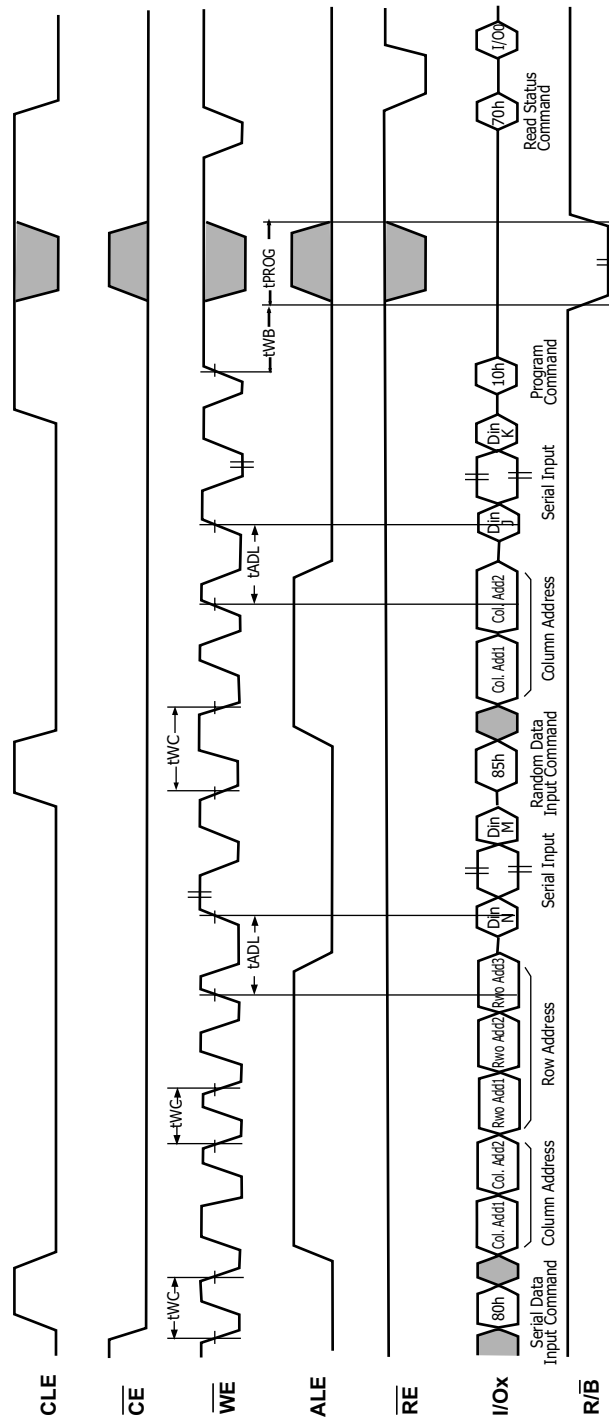 CLE
CE
WE
tWC
tWC
tADL
tWC
tADL
tWB
tPROG
ALE
RE
I/Ox
80h
Col. Add1
Col. Add2
Rwo Add1
Rwo Add2
Rwo Add3
Din
N
Din
M
85h
Col. Add1
Col. Add2
Din
J
Din
K
10h
70h
I/O0
Serial Data
Input Command
Column Address
Row Address
Serial Input
Random Data
Input Command
Column Address
Serial Input
Program
Command
Read Status
Command
R/B